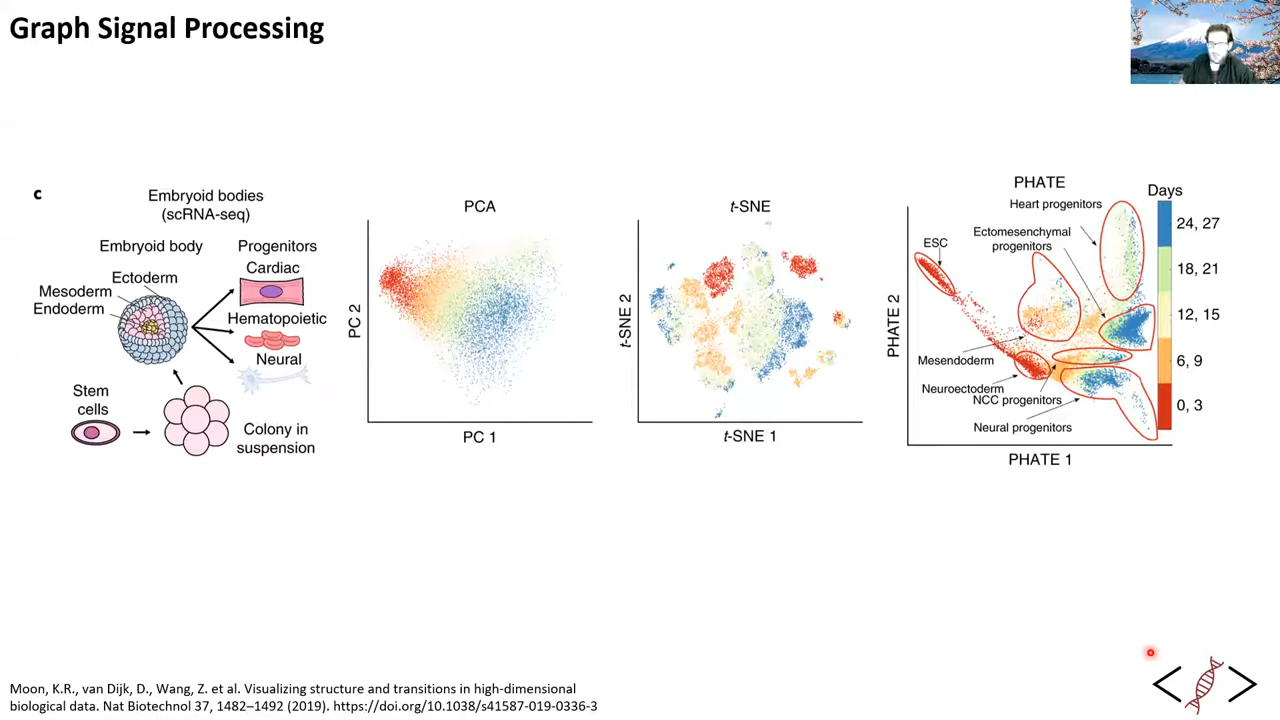 Graph Signal Processing
c
Embryoid bodies
(scRNA-seq)
Embryoid body
Progenitors
Ectoderm
Mesoderm
Endoderm
Cardiac
Hematopoietic
Neural
Stem
cells
Colony in
suspension
PCA
PC 2
PC 1
t-SNE
t-SNE 2
t-SNE 1
PHATE
Days
Heart progenitors
Ectomesenchymal
progenitors
ESC
PHATE 2
Mesendoderm
Neuroectoderm
NCC progenitors
Neural progenitors
PHATE 1
24, 27
18, 21
12, 15
6, 9
0, 3
Moon, K.R., van Dijk, D., Wang, Z. et al. Visualizing structure and transitions in high-dimensional
biological data. Nat Biotechnol 37, 1482–1492 (2019). https://doi.org/10.1038/s41587-019-0336-3